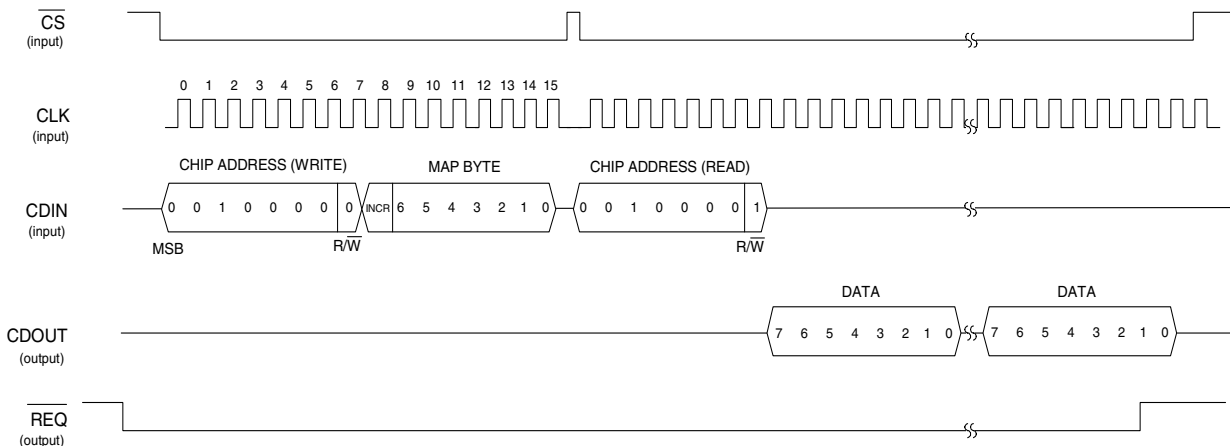 CS
(input)
0 1 2 3 4 5 6 7 8 9 10 11 12 13 14 15
CLK
(input)
CHIP ADDRESS (WRITE) MAP BYTE CHIP ADDRESS (READ)
CDIN
(input)
0 0 1 0 0 0 0 0 INCR 6 5 4 3 2 1 0 0 0 1 0 0 0 0 1
MSB R/W R/W
DATA DATA
CDOUT
(output)
7 6 5 4 3 2 1 0 7 6 5 4 3 2 1 0
REQ
(output)